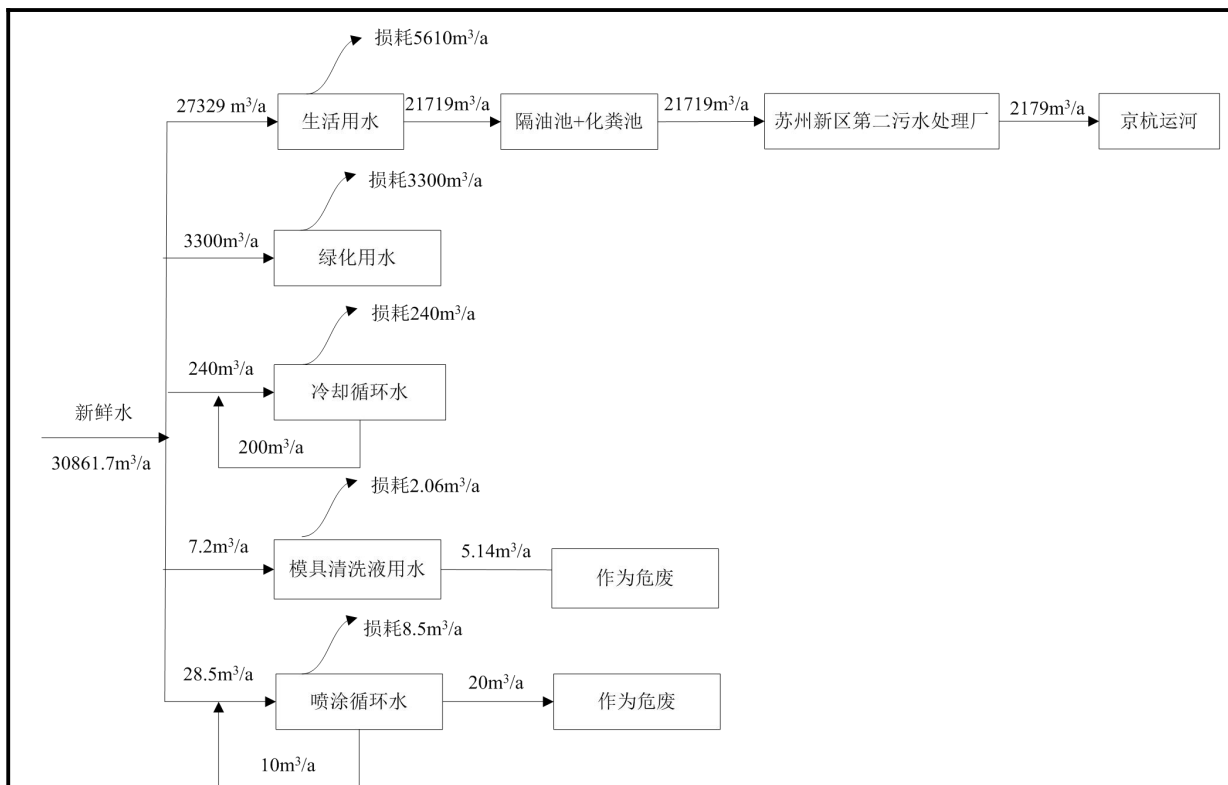 损耗5610m³/a
27329 m³/a
生活用水
21719m³/a
隔油池+化粪池
21719m³/a
苏州新区第二污水处理厂
2179m³/a
京杭运河
损耗3300m³/a
3300m³/a
绿化用水
损耗240m³/a
240m³/a
冷却循环水
200m³/a
新鲜水
30861.7m³/a
损耗2.06m³/a
7.2m³/a
模具清洗液用水
5.14m³/a
作为危废
损耗8.5m³/a
28.5m³/a
喷涂循环水
20m³/a
作为危废
10m³/a